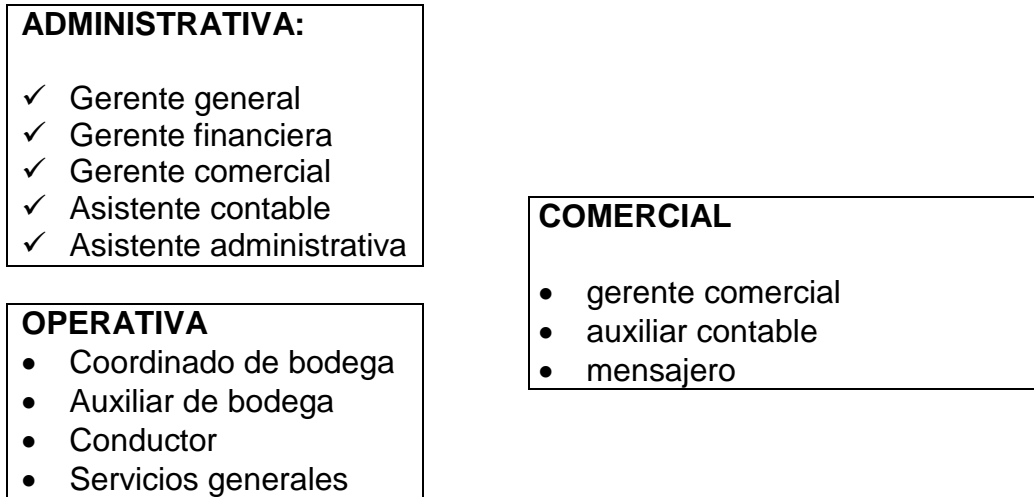 ADMINISTRATIVA:
✓ Gerente general
✓ Gerente financiera
✓ Gerente comercial
✓ Asistente contable
✓ Asistente administrativa
OPERATIVA
• Coordinado de bodega
• Auxiliar de bodega
• Conductor
• Servicios generales
COMERCIAL
• gerente comercial
• auxiliar contable
• mensajero